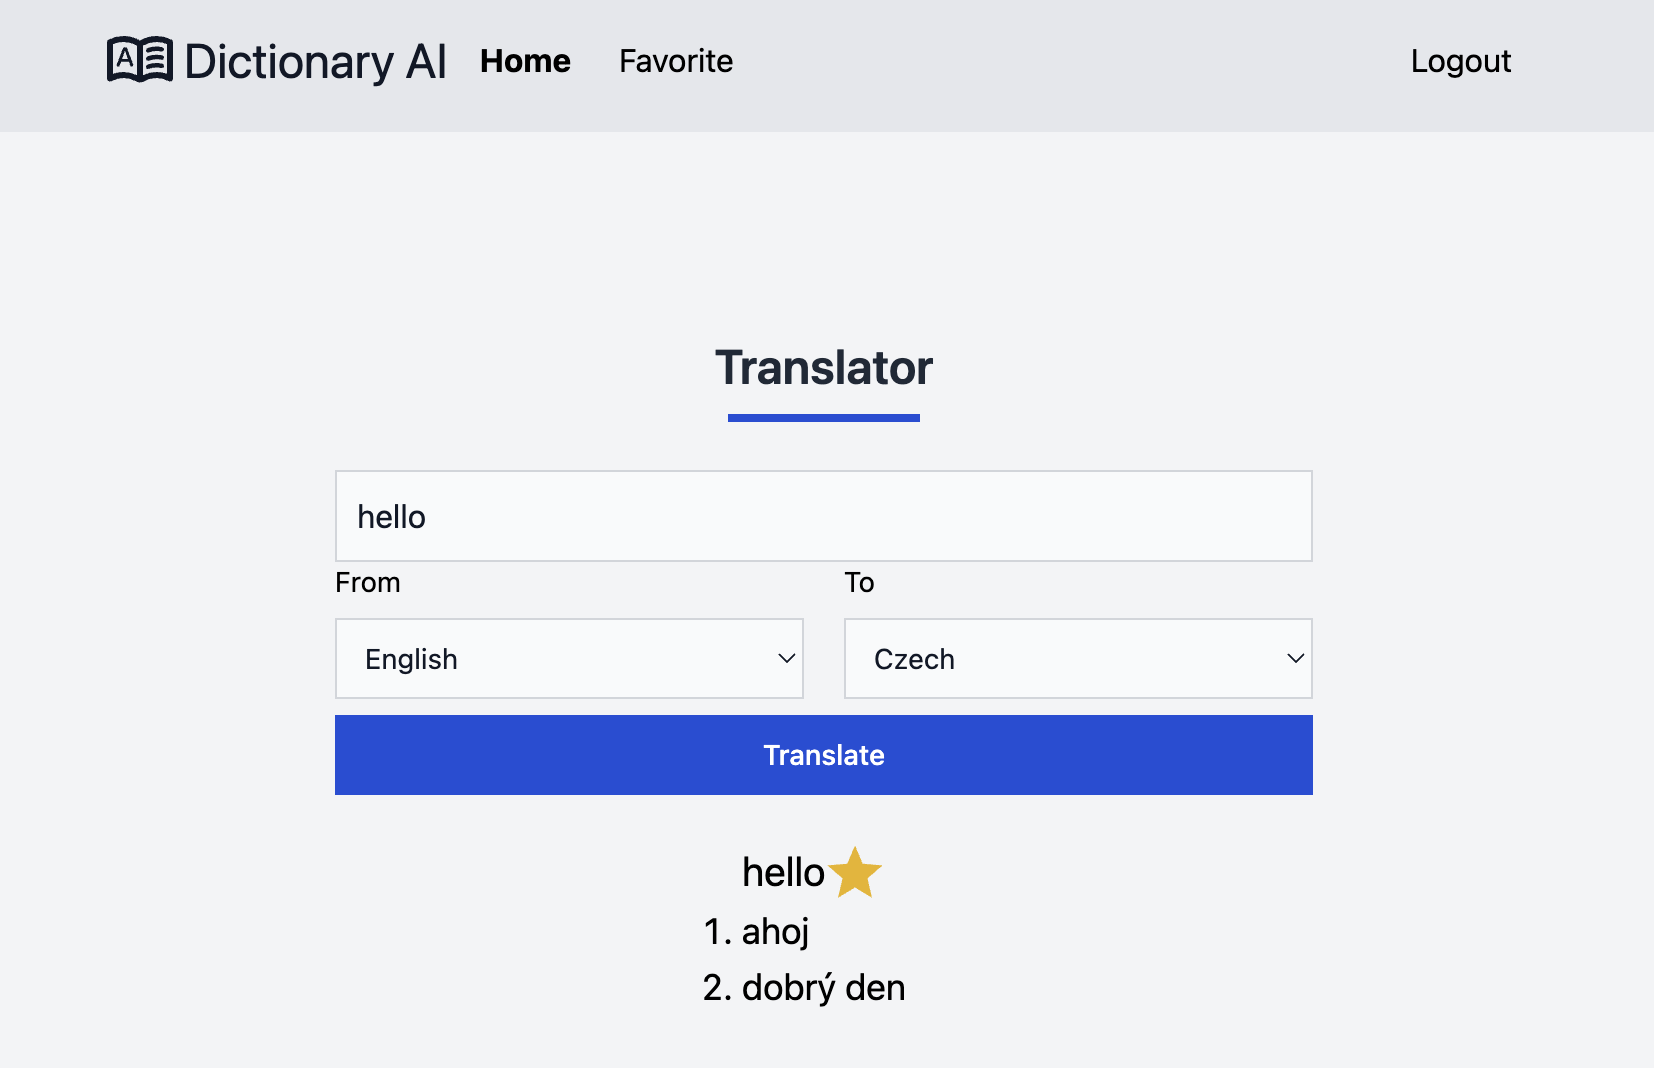 A Dictionary AI Home Favorite Logout
Translator
hello
From To
English Czech
Translate
hello
1. ahoj
2. dobrý den